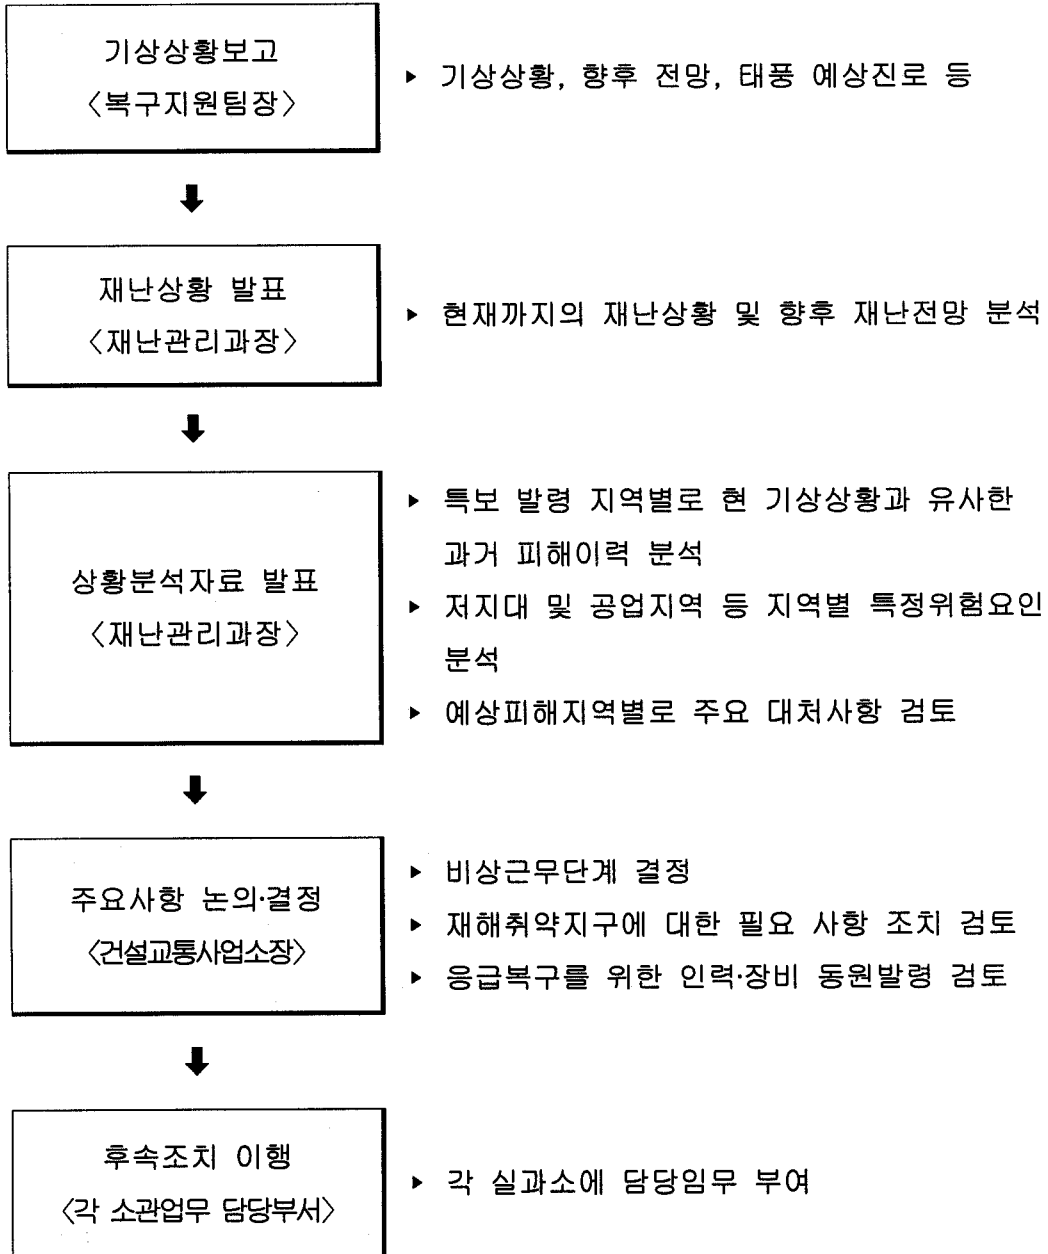 기상상황보고
〈복구지원팀장〉
▶ 기상상황, 향후 전망, 태풍 예상진로 등
재난상황 발표
〈재난관리과장〉
▶ 현재까지의 재난상황 및 향후 재난전망 분석
상황분석자료 발표
〈재난관리과장〉
▶ 특보 발령 지역별로 현 기상상황과 유사한
과거 피해이력 분석
▶ 저지대 및 공업지역 등 지역별 특정위험요인
분석
▶ 예상피해지역별로 주요 대처사항 검토
주요사항 논의·결정
〈건설교통사업소장〉
▶ 비상근무단계 결정
▶ 재해취약지구에 대한 필요 사항 조치 검토
▶ 응급복구를 위한 인력·장비 동원발령 검토
후속조치 이행
〈각 소관업무 담당부서〉
▶ 각 실과소에 담당임무 부여